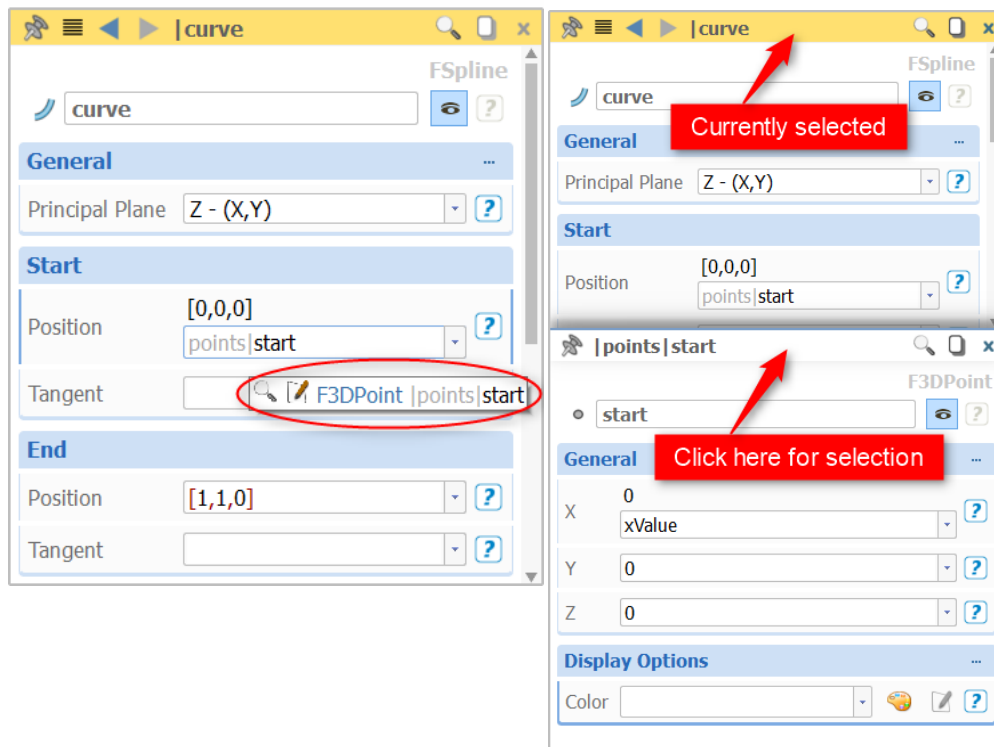 |curve
FSpline
curve
General ...
Principal Plane Z - (X,Y) ?
Start
[0,0,0]
Position points|start ?
Tangent F3DPoint |points|start
End
Position [1,1,0] ?
Tangent ?
|curve
FSpline
curve ?
Currently selected
General ...
Principal Plane Z - (X,Y) ?
Start
[0,0,0]
Position points|start ?
|points|start
F3DPoint
start ?
Click here for selection
General ...
0
X xValue ?
Y 0 ?
Z 0 ?
Display Options ...
Color ?